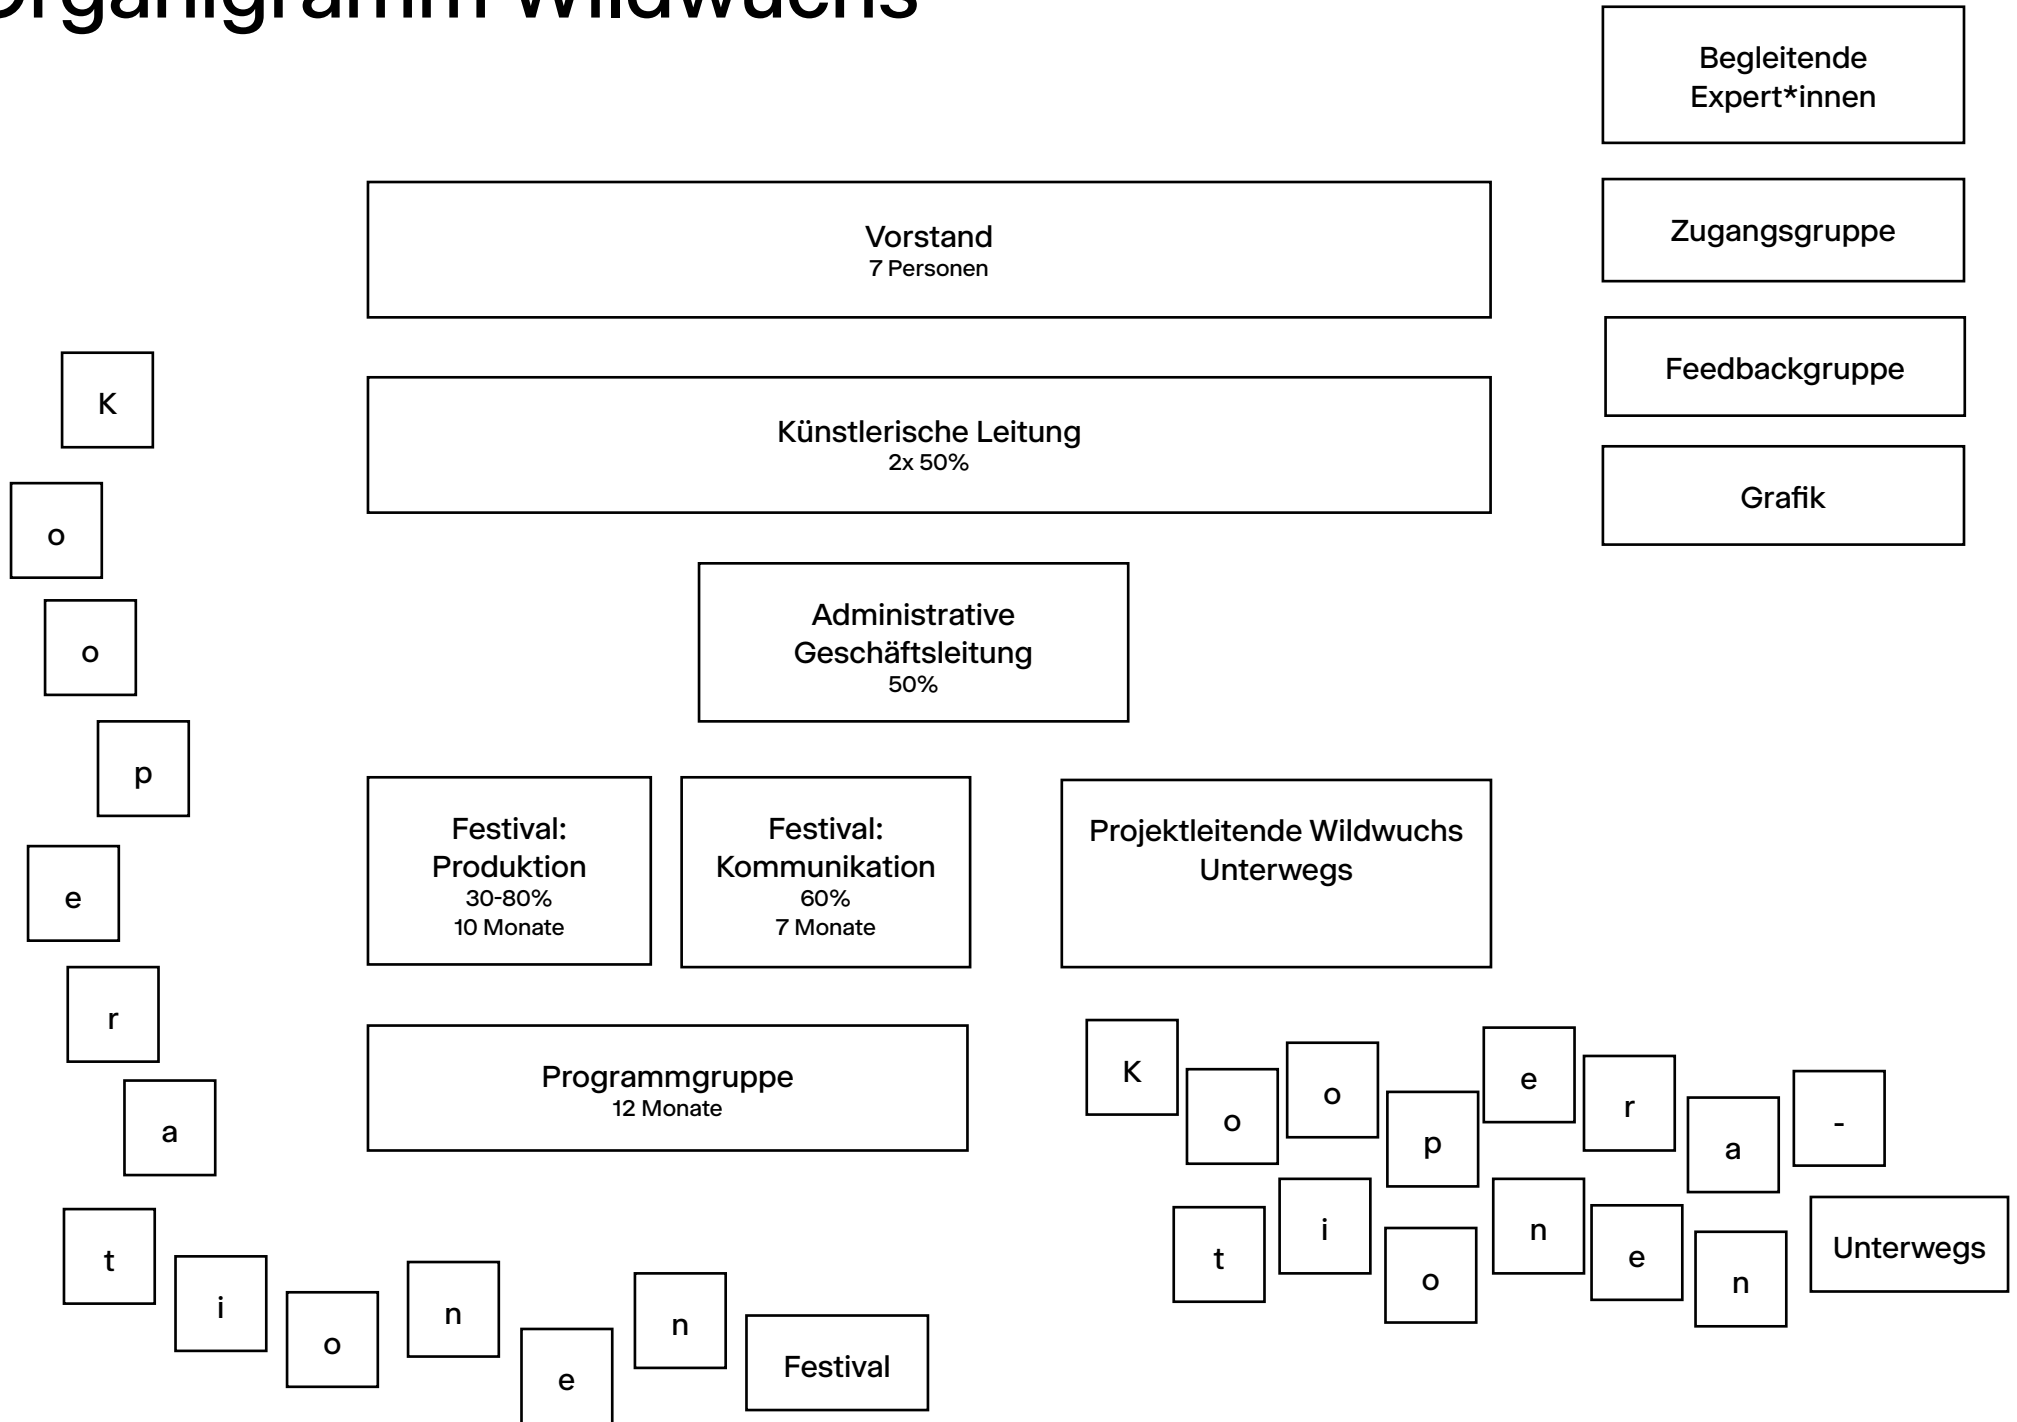 Organigramm Wildwuchs
Begleitende
Expert*innen
Zugangsgruppe
Feedbackgruppe
Grafik
Vorstand
7 Personen
Künstlerische Leitung
2x 50%
Administrative
Geschäftsleitung
50%
Festival:
Produktion
30-80%
10 Monate
Festival:
Kommunikation
60%
7 Monate
Projektleitende Wildwuchs
Unterwegs
Programmgruppe
12 Monate
K
o
o
p
e
r
a
t
i
o
n
e
n
Festival
K o o p e r a -
t i o n e n Unterwegs